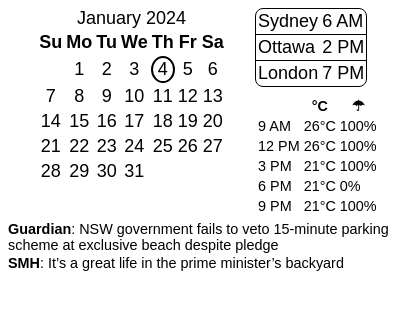 January 2024
Su Mo Tu We Th Fr Sa
1 2 3 4 5 6
7 8 9 10 11 12 13
14 15 16 17 18 19 20
21 22 23 24 25 26 27
28 29 30 31
Sydney 6 AM
Ottawa 2 PM
London 7 PM
°C ☂
9 AM 26°C 100%
12 PM 26°C 100%
3 PM 21°C 100%
6 PM 21°C 0%
9 PM 21°C 100%
Guardian: NSW government fails to veto 15-minute parking
scheme at exclusive beach despite pledge
SMH: It’s a great life in the prime minister’s backyard